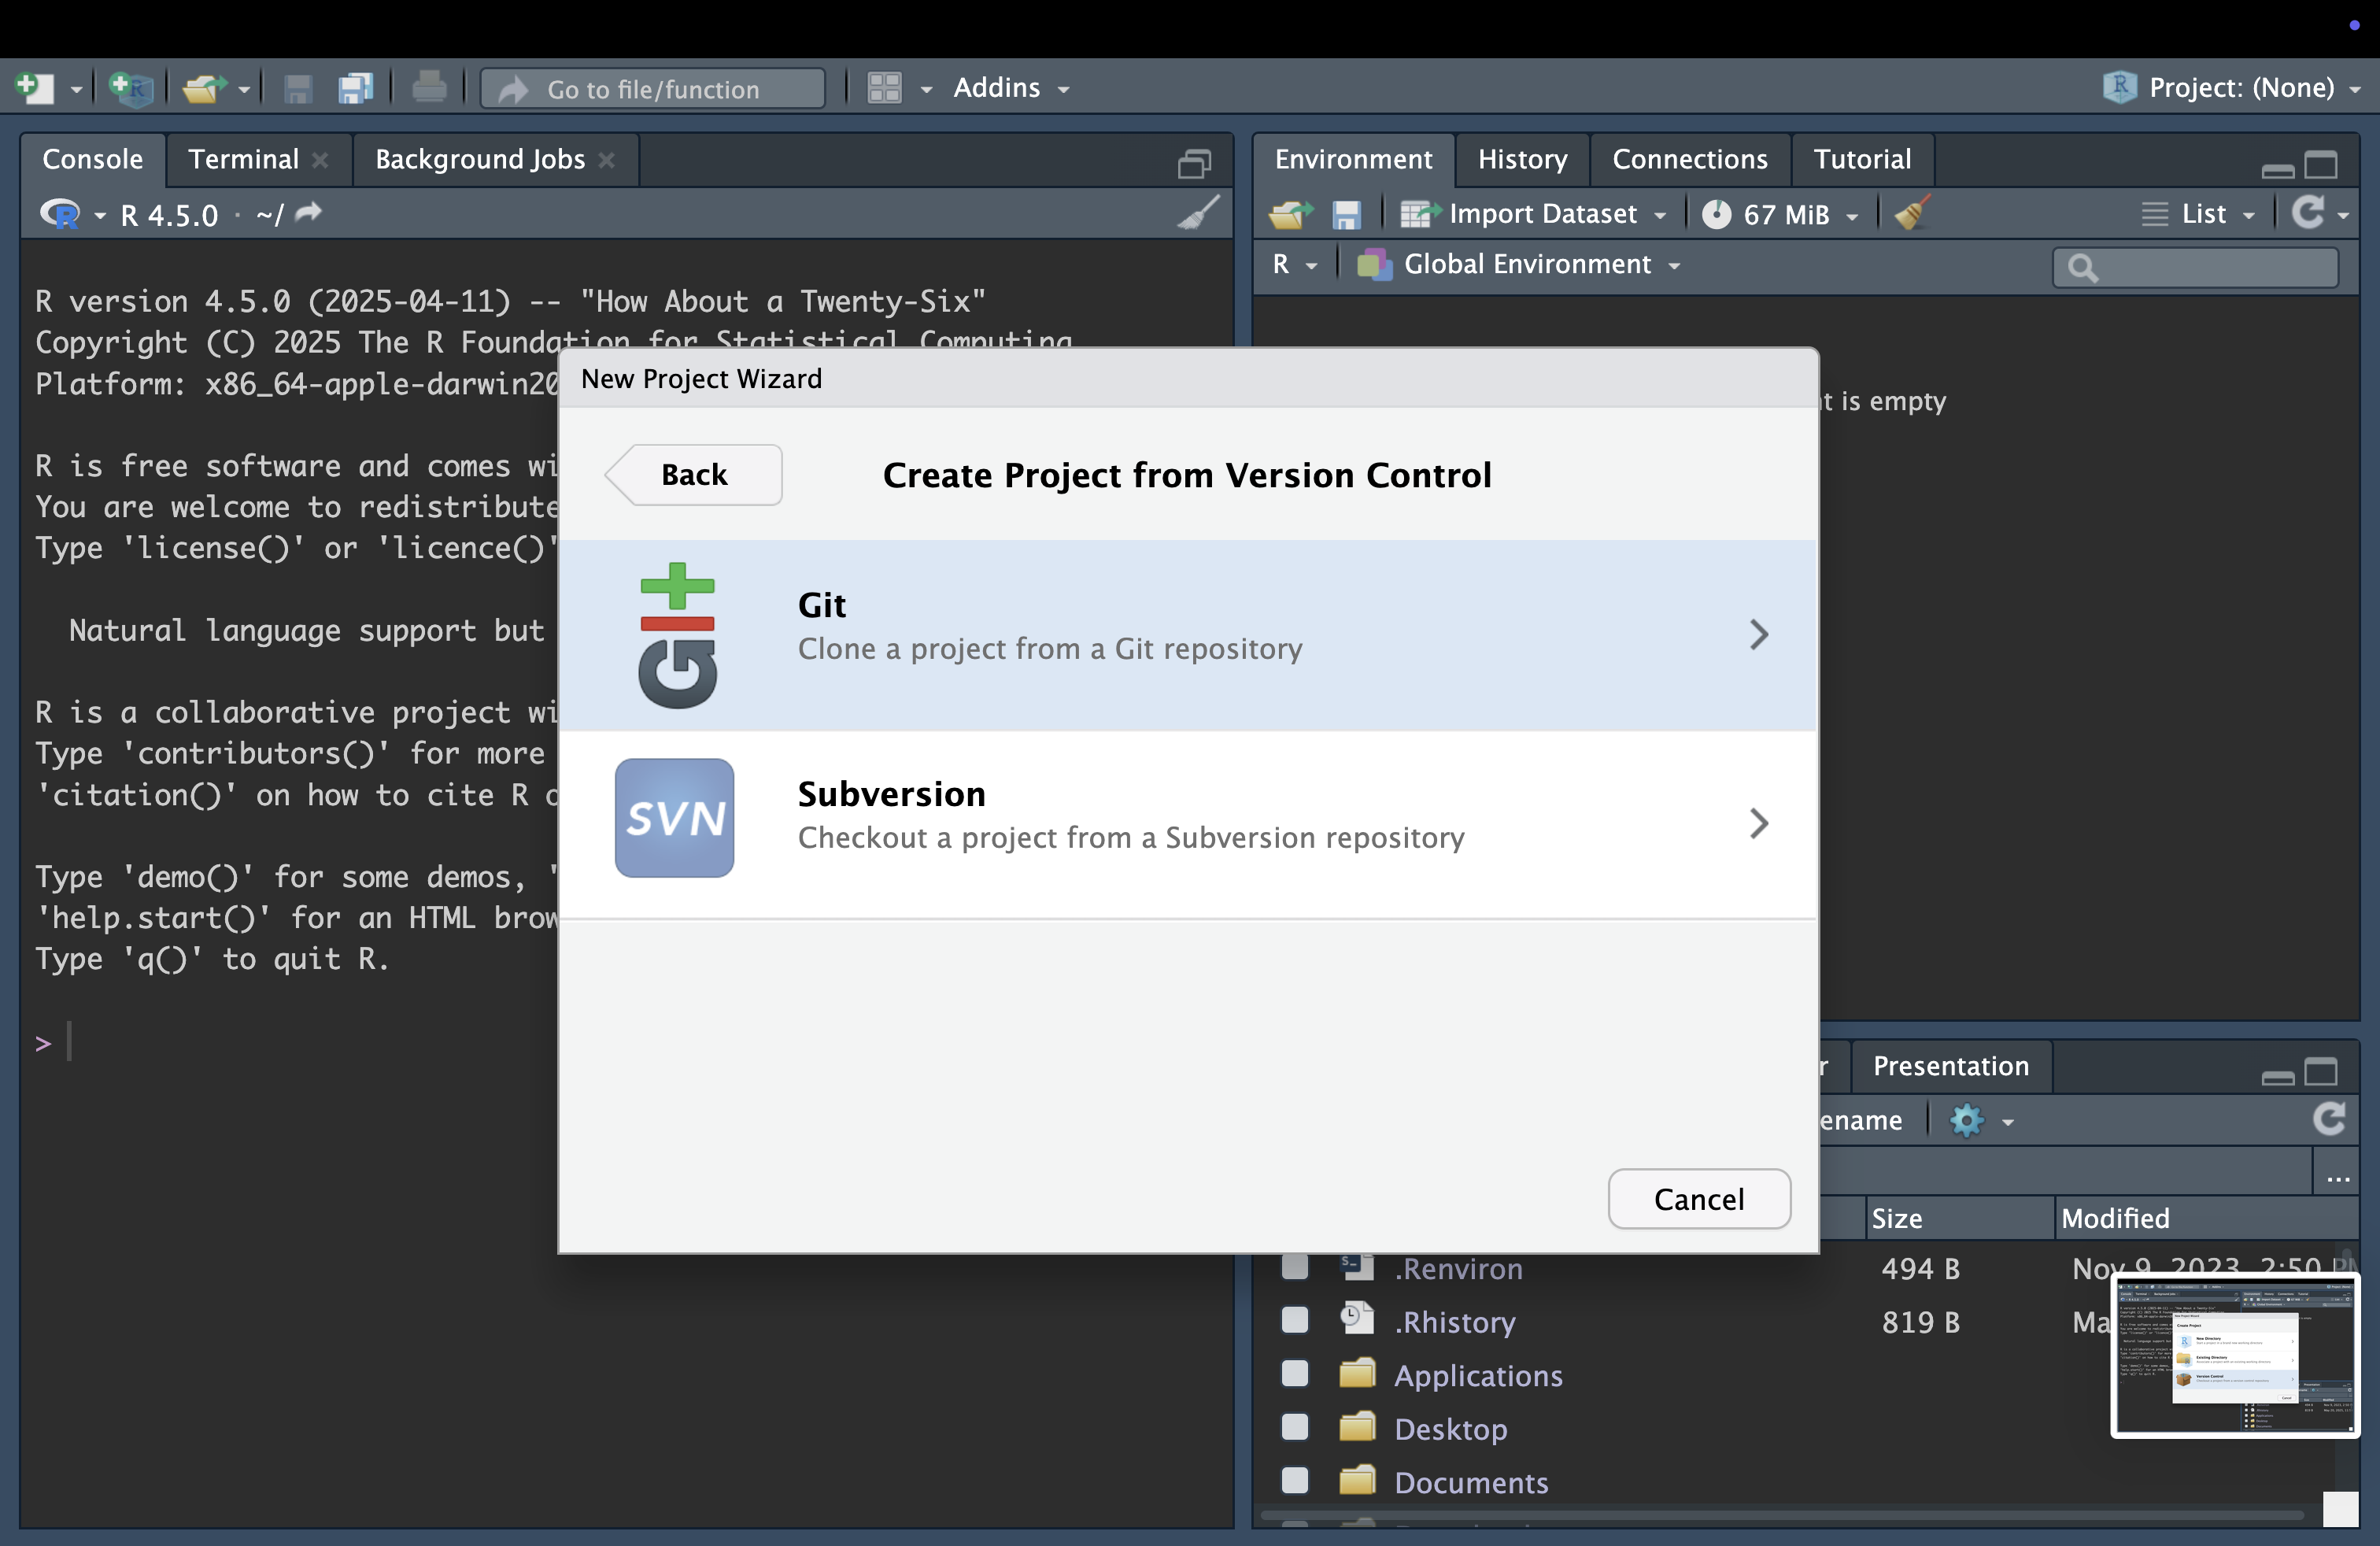 Go to file/function
Addins
Project: (None)
Console
Terminal
Background Jobs
R 4.5.0 · ~/
R version 4.5.0 (2025-04-11) -- "How About a Twenty-Six"
Copyright (C) 2025 The R Foundation for Statistical Computing
Platform: x86_64-apple-darwin20
R is free software and comes wi
You are welcome to redistribute
Type 'license()' or 'licence()'
Natural language support but
R is a collaborative project wi
Type 'contributors()' for more
'citation()' on how to cite R o
Type 'demo()' for some demos, '
'help.start()' for an HTML brow
Type 'q()' to quit R.
>
Environment
History
Connections
Tutorial
Import Dataset
67 MiB
List
R
Global Environment
t is empty
New Project Wizard
Back
Create Project from Version Control
Git
Clone a project from a Git repository
SVN
Subversion
Checkout a project from a Subversion repository
Cancel
r
Presentation
ename
...
Size
Modified
.Renviron
494 B
Nov 9, 2023, 2:50 PM
.Rhistory
819 B
Ma
Applications
Desktop
Documents